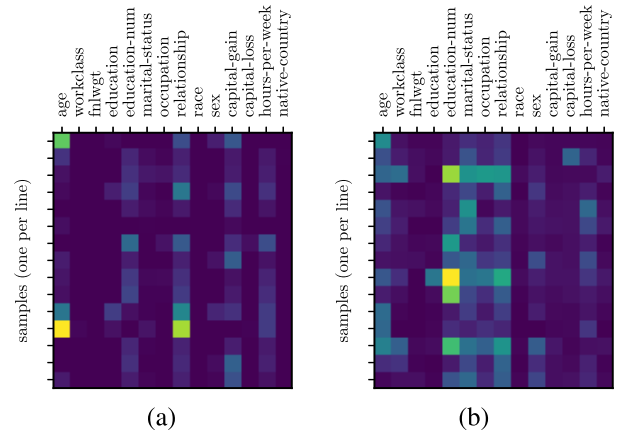 age
workclass
fnlwgt
education
education-num
marital-status
occupation
relationship
race
sex
capital-gain
capital-loss
hours-per-week
native-country
samples (one per line)
(a)
age
workclass
fnlwgt
education
education-num
marital-status
occupation
relationship
race
sex
capital-gain
capital-loss
hours-per-week
native-country
samples (one per line)
(b)